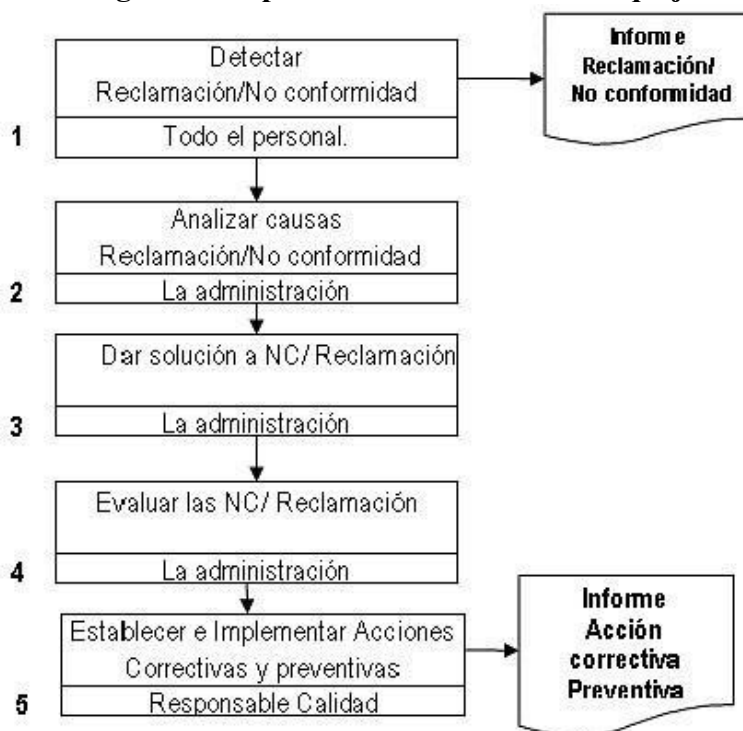 Detectar
Reclamación/No conformidad
Informe
Reclamación/
No conformidad
1
Todo el personal.
Analizar causas
Reclamación/No conformidad
2
La administración
Dar solución a NC/ Reclamación
3
La administración
Evaluar las NC/ Reclamación
4
La administración
Establecer e Implementar Acciones
Correctivas y preventivas
Informe
Acción
correctiva
Preventiva
5
Responsable Calidad